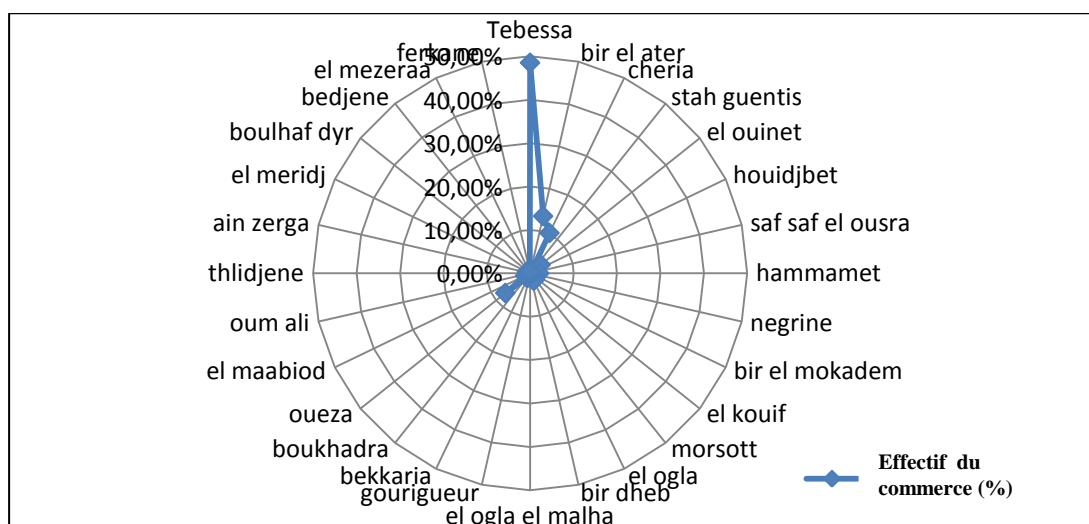 Tebessa
bir el ater
cheria
stah guentis
el ouinet
houidjbet
saf saf el ousra
hammamet
negrine
bir el mokadem
el kouif
morsott
el ogla
bir dheb
el ogla el malha
gourigueur
bekkaria
boukhadra
oueza
el maabiod
oum ali
thlidjene
ain zerga
el meridj
boulhaf dyr
bedjene
el mezeraa
ferkane
50,00%
40,00%
30,00%
20,00%
10,00%
0,00%
Effectif du
commerce (%)